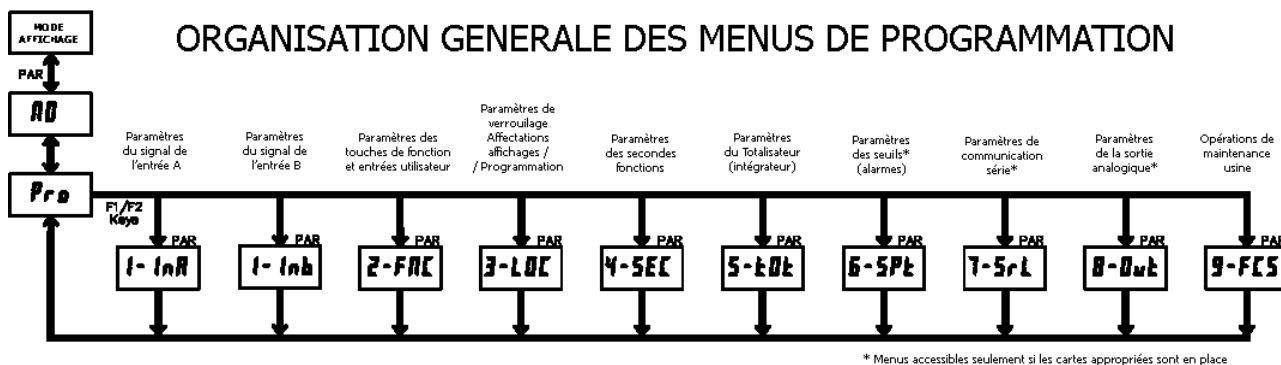 MODE
AFFICHAGE
ORGANISATION GENERALE DES MENUS DE PROGRAMMATION
PAR
NO
Pro
F1/F2
Keys
Paramètres
du signal de
l'entrée A
Paramètres
du signal de
l'entrée B
Paramètres des
touches de fonction
et entrées utilisateur
Paramètres de
verrouilage
Affectations
affichages /
/ Programmation
Paramètres
des secondes
fonctions
Paramètres
du Totalisateur
(intégrateur)
Paramètres
des seuils*
(alarmes)
Paramètres de
communication
série*
Paramètres
de la sortie
analogique*
Opérations de
maintenance
usine
PAR
1-InA
PAR
1-Inb
PAR
2-FNC
PAR
3-LOC
PAR
4-SEC
PAR
5-tOt
PAR
6-SPt
PAR
7-SrL
PAR
8-Out
PAR
9-FCS
* Menus accessibles seulement si les cartes appropriées sont en place